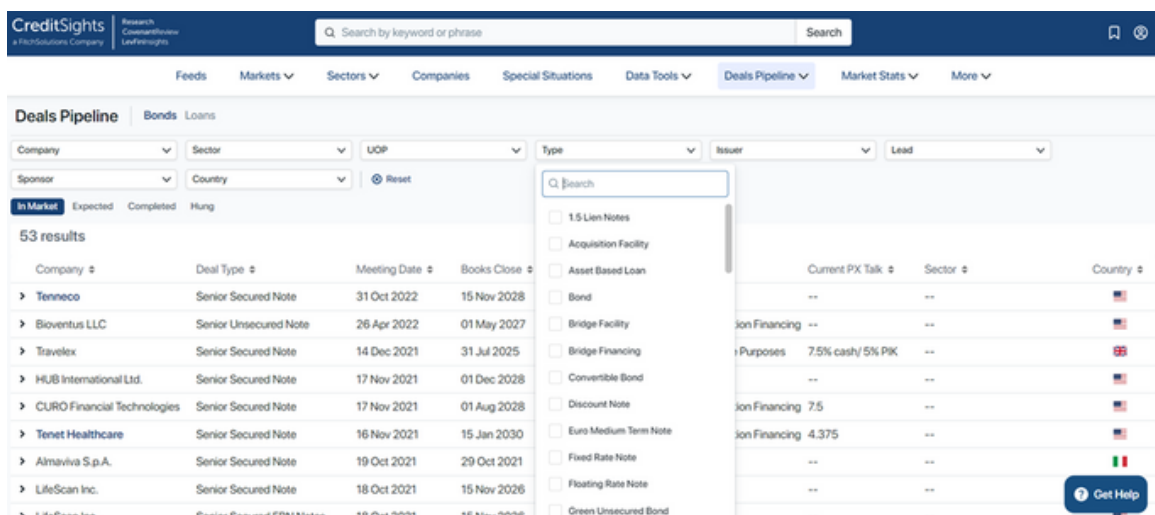 CreditSights
a FitchSolutions Company
Research
CovenantReview
LevFinInsights
Search by keyword or phrase
Search
Feeds Markets Sectors Companies Special Situations Data Tools Deals Pipeline Market Stats More
Deals Pipeline Bonds Loans
Company Sector UOP Type Issuer Lead
Sponsor Country Reset
Search
In Market Expected Completed Hung
53 results
Company Deal Type Meeting Date Books Close Current PX Talk Sector Country
Tenneco Senior Secured Note 31 Oct 2022 15 Nov 2028 -- --
Bioventus LLC Senior Unsecured Note 26 Apr 2022 01 May 2027 ion Financing -- --
Travelex Senior Secured Note 14 Dec 2021 31 Jul 2025 Purposes 7.5% cash/ 5% PIK --
HUB International Ltd. Senior Secured Note 17 Nov 2021 01 Dec 2028 -- --
CURO Financial Technologies Senior Secured Note 17 Nov 2021 01 Aug 2028 ion Financing 7.5 --
Tenet Healthcare Senior Secured Note 16 Nov 2021 15 Jan 2030 ion Financing 4.375 --
Almaviva S.p.A. Senior Secured Note 19 Oct 2021 29 Oct 2021 -- --
LifeScan Inc. Senior Secured Note 18 Oct 2021 15 Nov 2026 -- --
1.5 Lien Notes
Acquisition Facility
Asset Based Loan
Bond
Bridge Facility
Bridge Financing
Convertible Bond
Discount Note
Euro Medium Term Note
Fixed Rate Note
Floating Rate Note
Green Unsecured Bond
Get Help